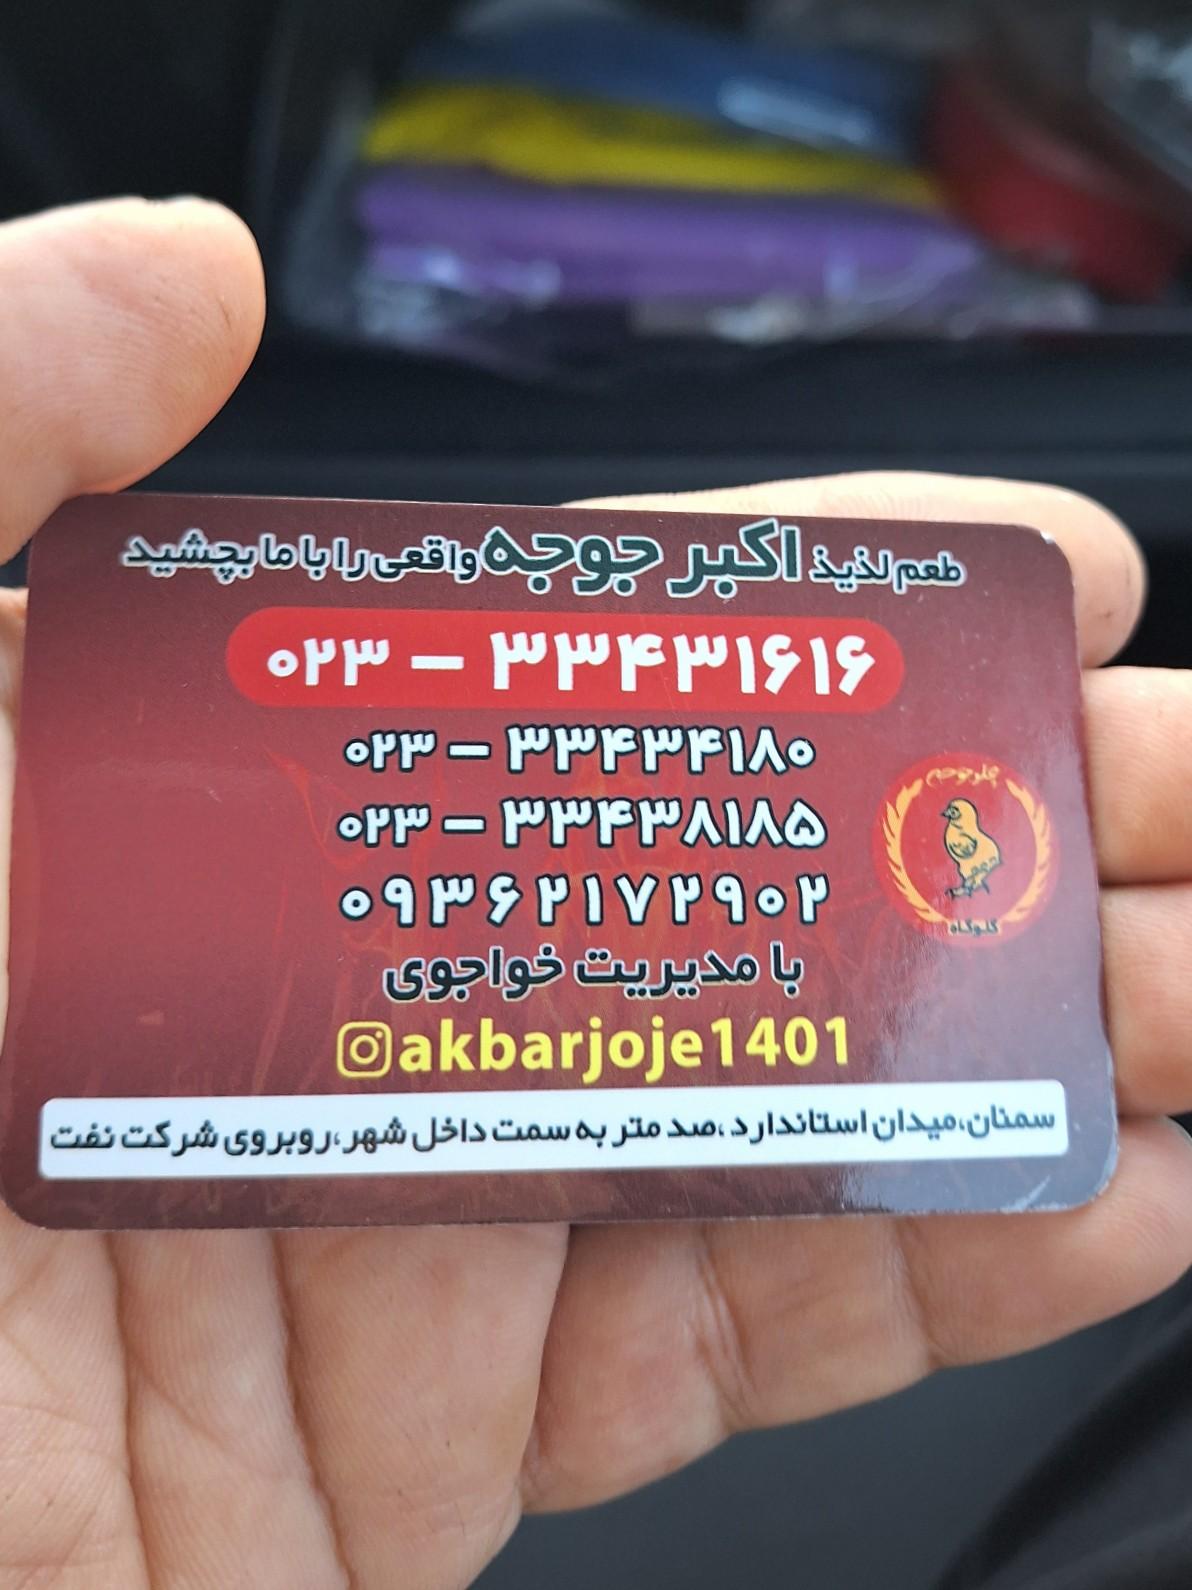 طعم لذیذ اکبر جوجه واقعی را با ما بچشید
۰۲۳ – ۳۳۴۳۱۶۱۶
۰۲۳ – ۳۳۴۳۴۱۸۰
۰۲۳ – ۳۳۴۳۸۱۸۵
۰۹۳۶۲۱۷۲۹۰۲
با مدیریت خواجوی
akbarjoje1401
سمنان،میدان استاندارد،صد متر به سمت داخل شهر،روبروی شرکت نفت
گلوگاه